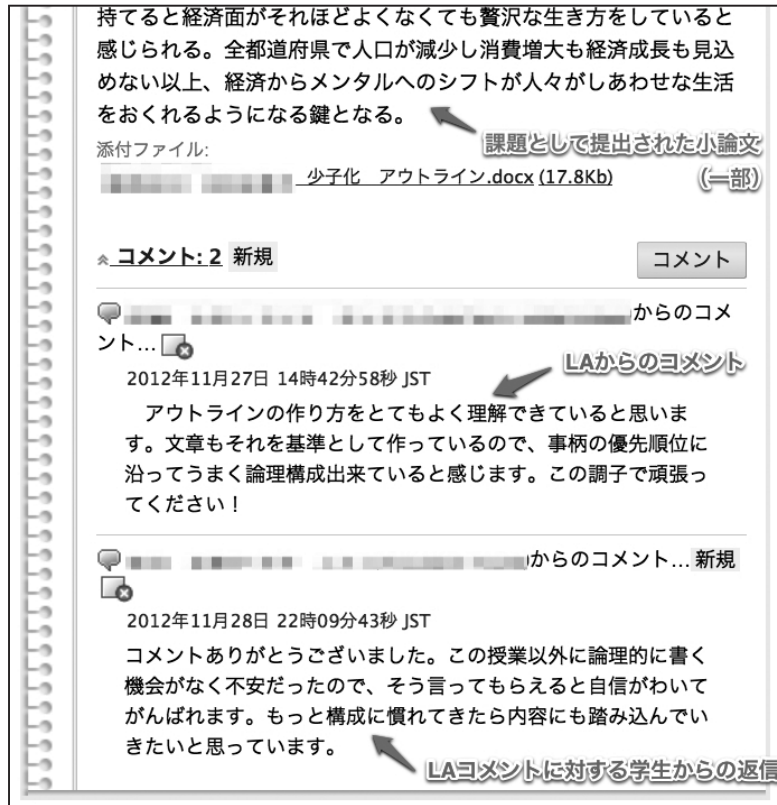 持てると経済面がそれほどよくなくても贅沢な生き方をしていると
感じられる。全都道府県で人口が減少し消費増大も経済成長も見込
めない以上、経済からメンタルへのシフトが人々がしあわせな生活
をおくれるようになる鍵となる。
課題として提出された小論文
(一部)
添付ファイル:
少子化 アウトライン.docx (17.8Kb)
コメント: 2 新規
コメント
からのコメ
ント...
LAからのコメント
2012年11月27日 14時42分58秒 JST
アウトラインの作り方をとてもよく理解できていると思いま
す。文章もそれを基準として作っているので、事柄の優先順位に
沿ってうまく論理構成出来ていると感じます。この調子で頑張っ
てください！
からのコメント... 新規
2012年11月28日 22時09分43秒 JST
コメントありがとうございました。この授業以外に論理的に書く
機会がなく不安だったので、そう言ってもらえると自信がわいて
がんばれます。もっと構成に慣れてきたら内容にも踏み込んでい
きたいと思っています。
LAコメントに対する学生からの返信